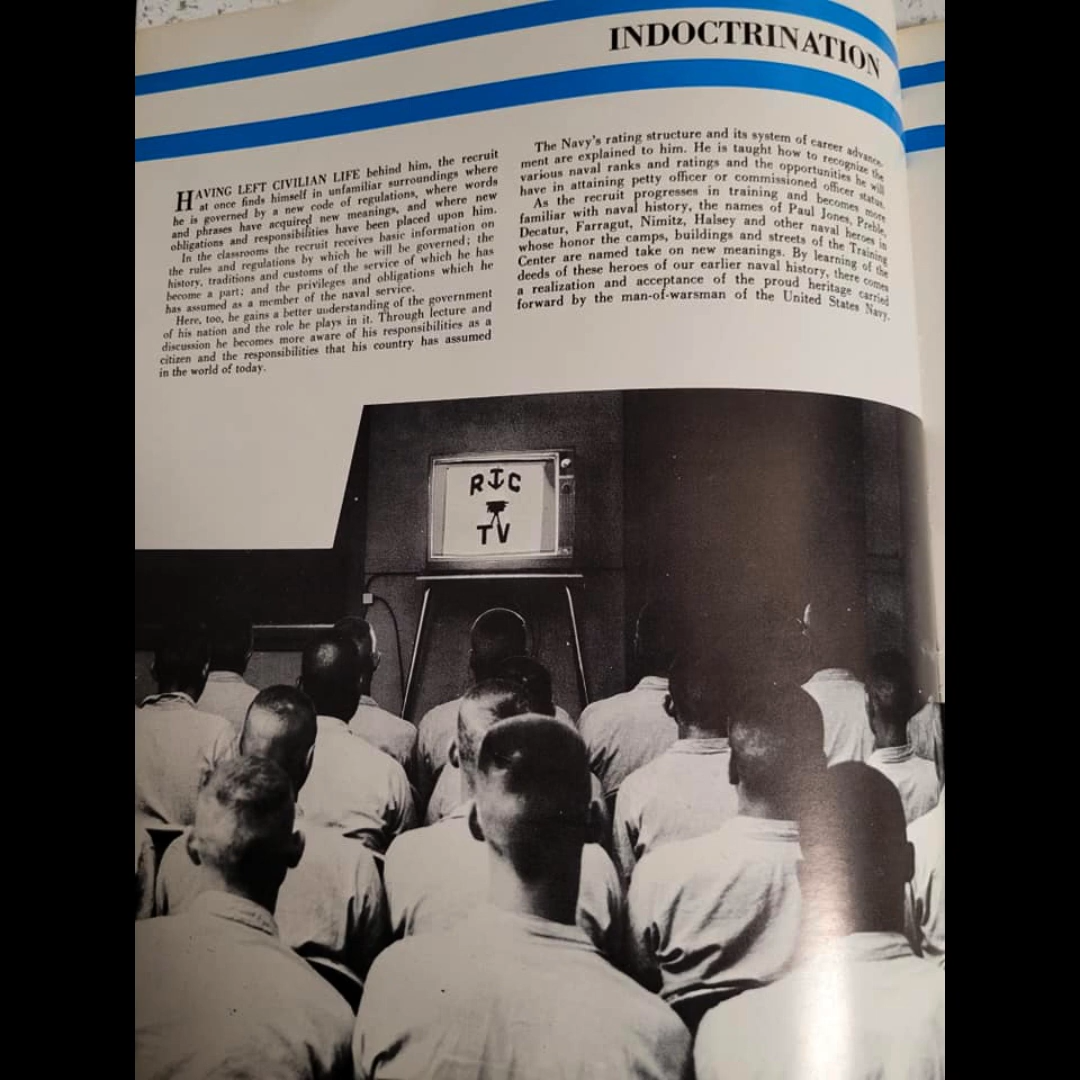 INDOCTRINATION
HAVING LEFT CIVILIAN LIFE behind him, the recruit
at once finds himself in unfamiliar surroundings where
he is governed by a new code of regulations, where words
and phrases have acquired new meanings, and where new
obligations and responsibilities have been placed upon him.
In the classrooms the recruit receives basic information on
the rules and regulations by which he will be governed; the
history, traditions and customs of the service of which he has
become a part; and the privileges and obligations which he
has assumed as a member of the naval service.
Here, too, he gains a better understanding of the government
of his nation and the role he plays in it. Through lecture and
discussion he becomes more aware of his responsibilities as a
citizen and the responsibilities that his country has assumed
in the world of today.
The Navy's rating structure and its system of career advance-
ment are explained to him. He is taught how to recognize the
various naval ranks and ratings and the opportunities he will
have in attaining petty officer or commissioned officer status.
As the recruit progresses in training and becomes more
familiar with naval history, the names of Paul Jones, Preble,
Decatur, Farragut, Nimitz, Halsey and other naval heroes in
whose honor the camps, buildings and streets of the Training
Center are named take on new meanings. By learning of the
deeds of these heroes of our earlier naval history, there comes
a realization and acceptance of the proud heritage carried
forward by the man-of-warsman of the United States Navy.
RTC
TV